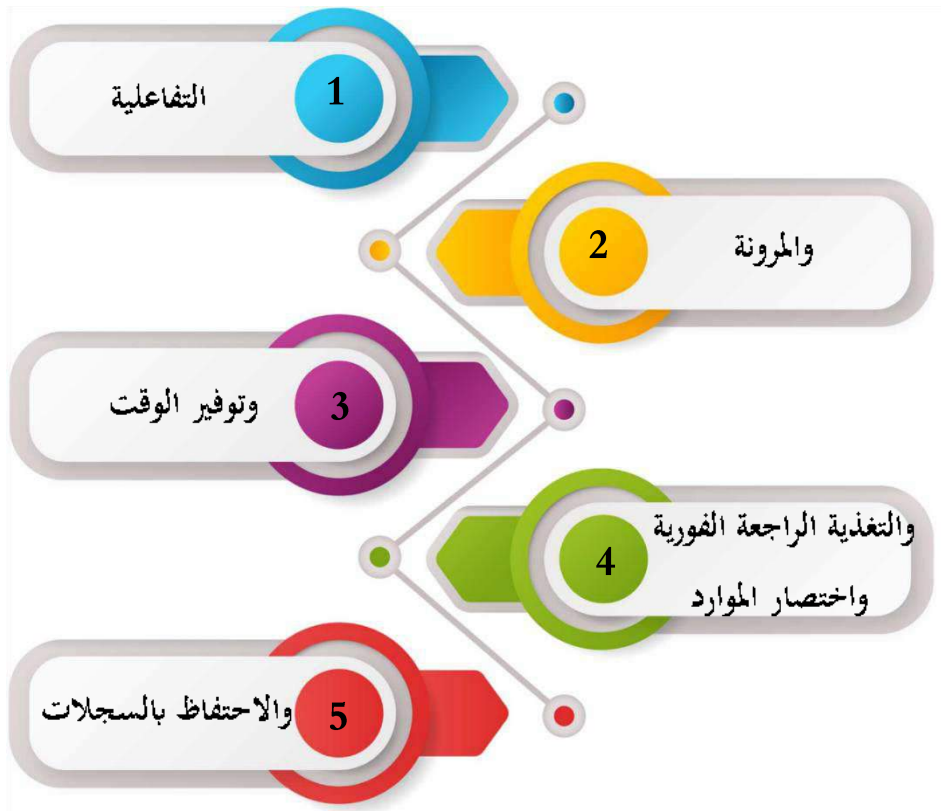 1
التفاعلية
2
والمرونة
3
وتوفير الوقت
4
والتغذية الراجعة الفورية
واختصار الموارد
5
والاحتفاظ بالسجلات